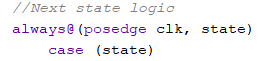 //Next state logic
always@(posedge clk, state)
case (state)